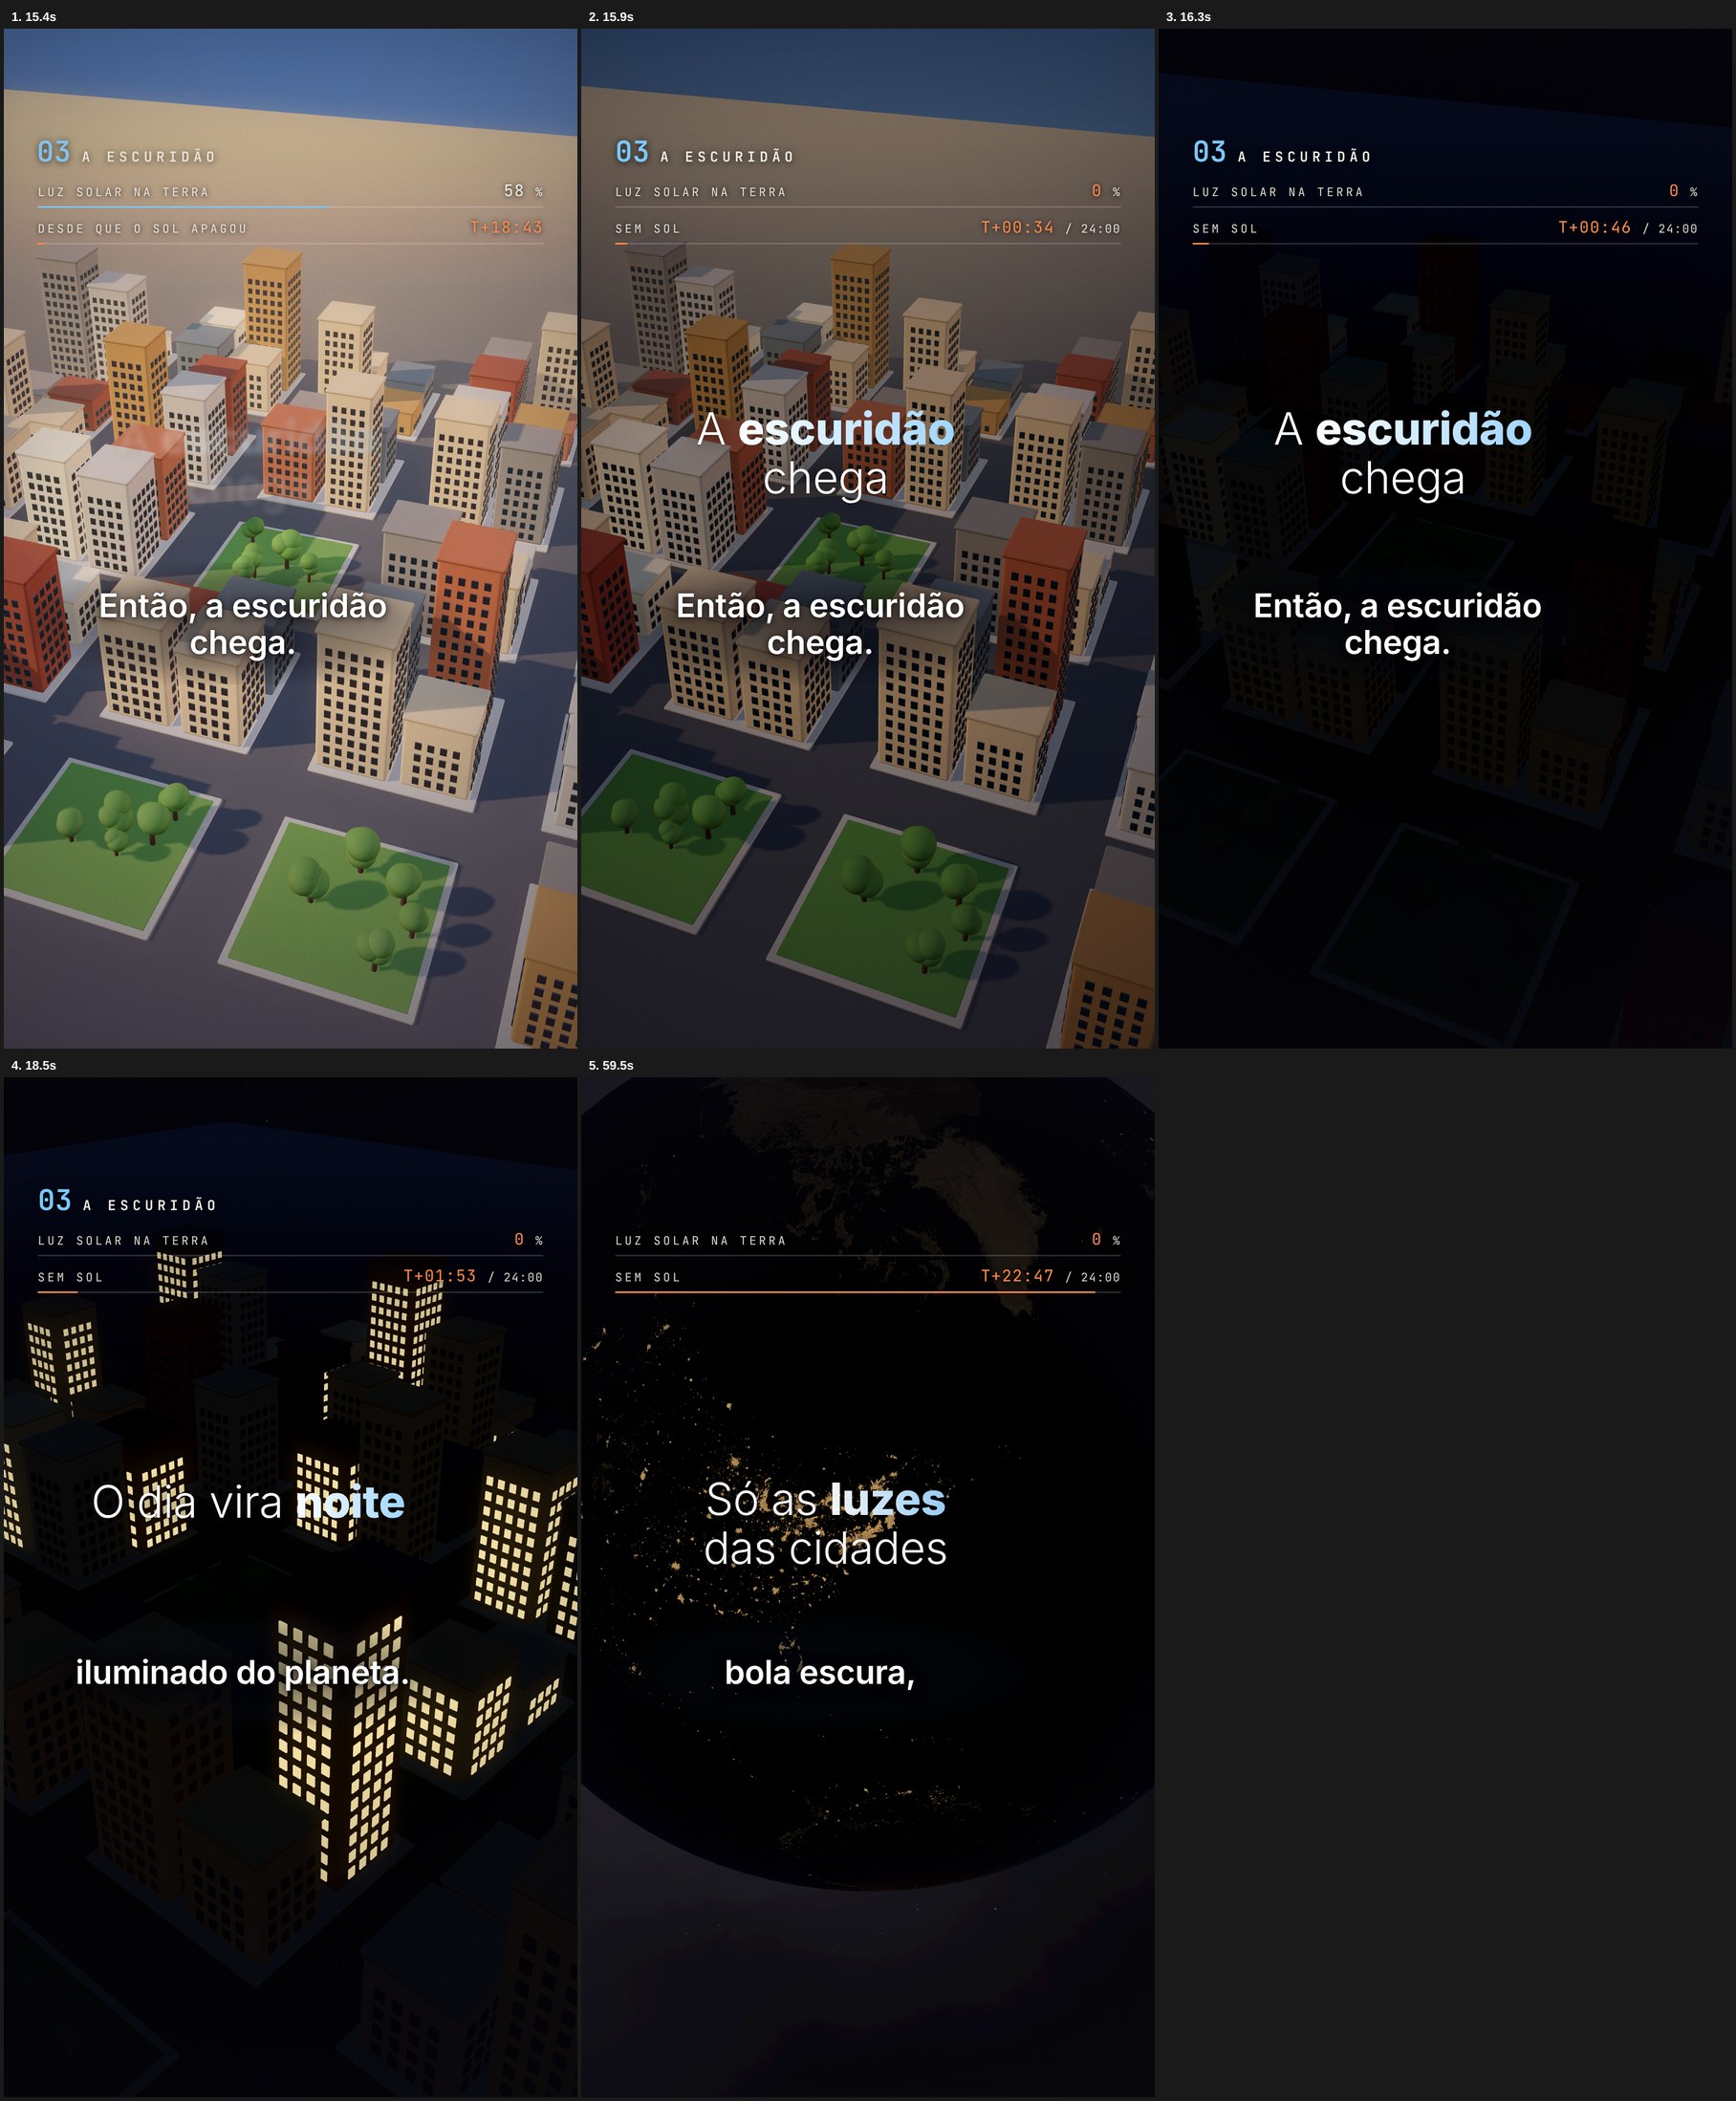 1. 15.4s
03 A ESCURIDÃO
LUZ SOLAR NA TERRA 58 %
DESDE QUE O SOL APAGOU T+18:43
Então, a escuridão
chega.
2. 15.9s
03 A ESCURIDÃO
LUZ SOLAR NA TERRA 0 %
SEM SOL T+00:34 / 24:00
A escuridão
chega
Então, a escuridão
chega.
3. 16.3s
03 A ESCURIDÃO
LUZ SOLAR NA TERRA 0 %
SEM SOL T+00:46 / 24:00
A escuridão
chega
Então, a escuridão
chega.
4. 18.5s
03 A ESCURIDÃO
LUZ SOLAR NA TERRA 0 %
SEM SOL T+01:53 / 24:00
O dia vira noite
iluminado do planeta.
5. 59.5s
LUZ SOLAR NA TERRA 0 %
SEM SOL T+22:47 / 24:00
Só as luzes
das cidades
bola escura,